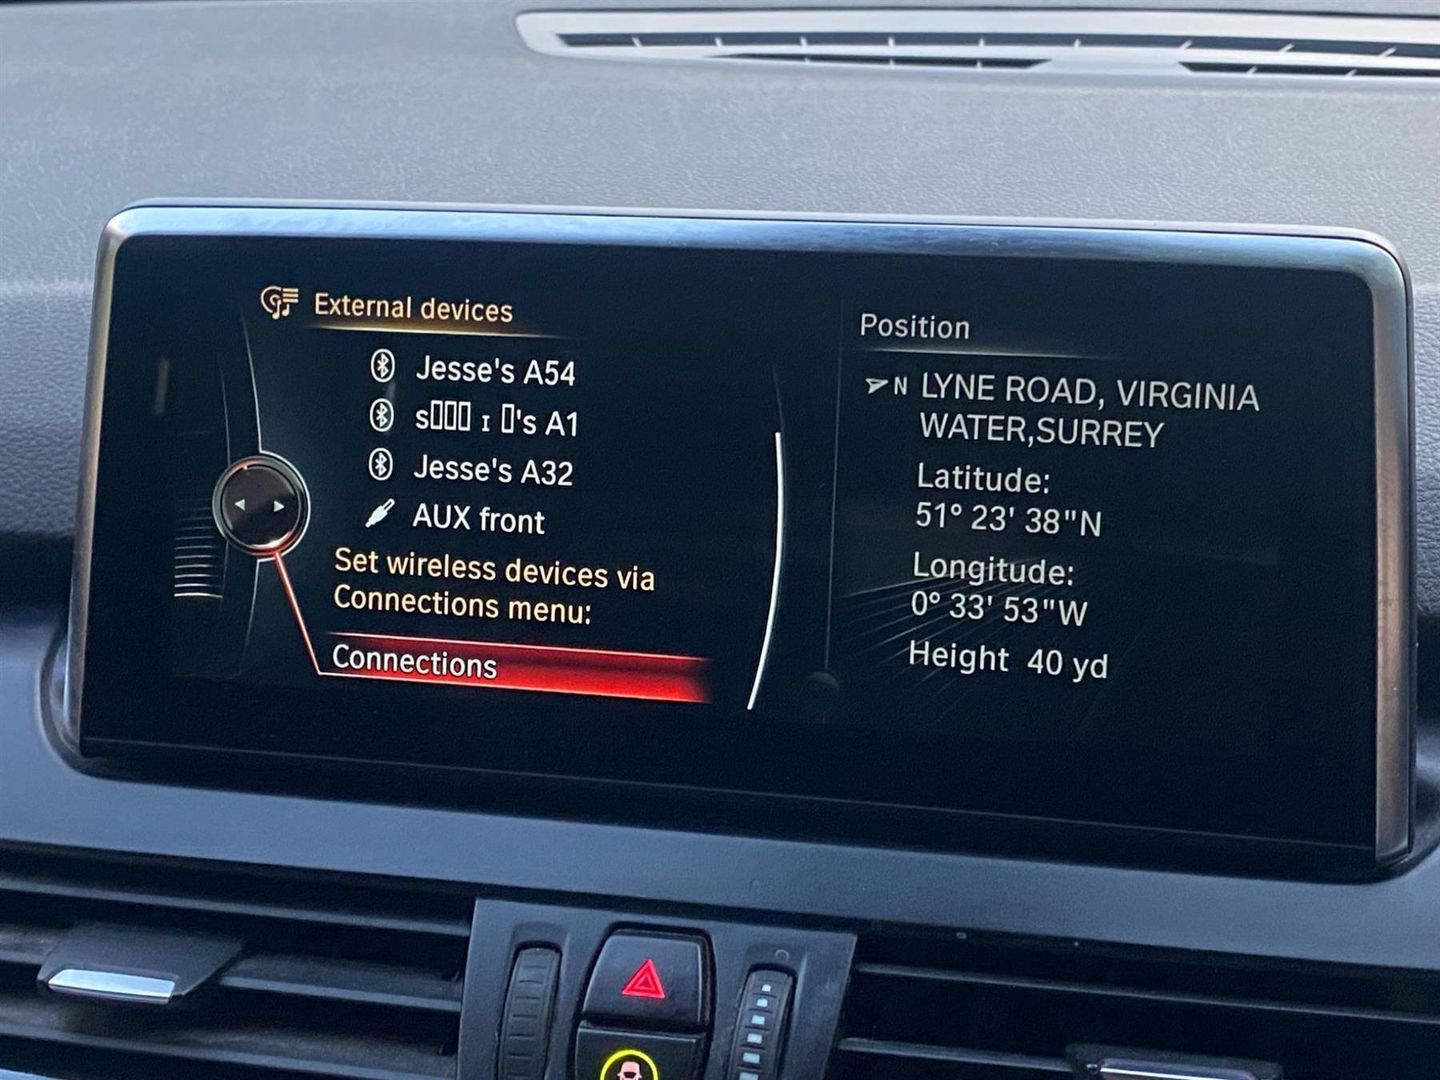 External devices
Jesse's A54
s▯▯▯ ɪ ▯'s A1
Jesse's A32
AUX front
Set wireless devices via
Connections menu:
Connections
Position
N LYNE ROAD, VIRGINIA
WATER,SURREY
Latitude:
51° 23' 38"N
Longitude:
0° 33' 53"W
Height 40 yd